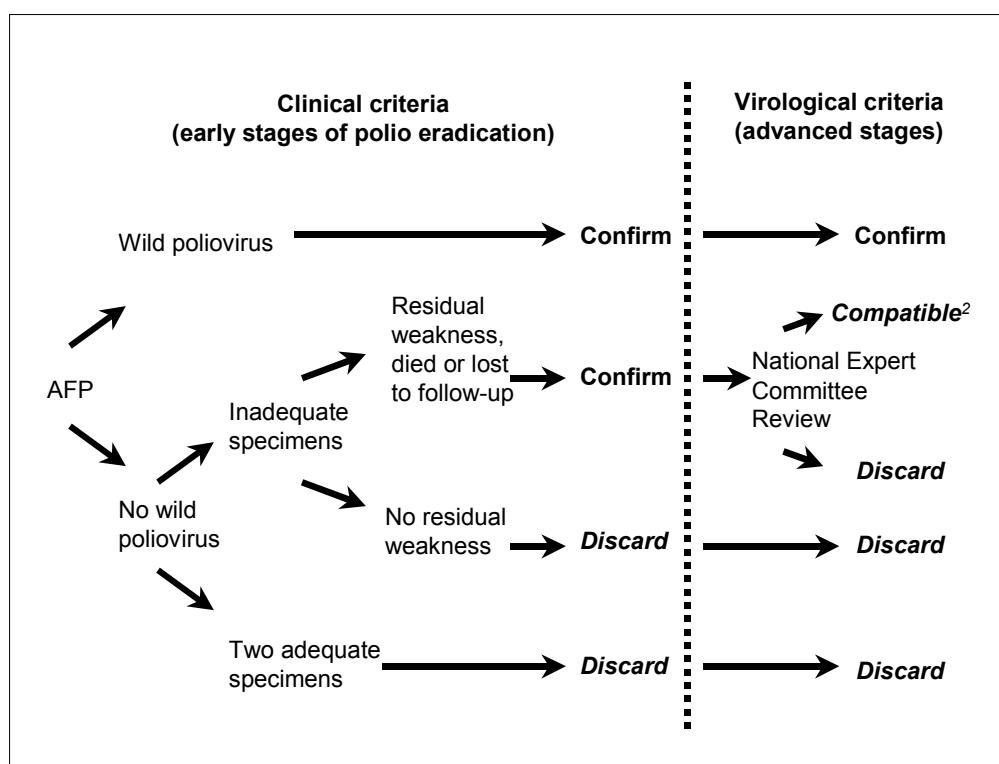 Clinical criteria
(early stages of polio eradication)
Virological criteria
(advanced stages)
Wild poliovirus
Confirm
Confirm
AFP
Residual
weakness,
died or lost
to follow-up
Confirm
Compatible²
National Expert
Committee
Review
Discard
Inadequate
specimens
No wild
poliovirus
No residual
weakness
Discard
Discard
Two adequate
specimens
Discard
Discard